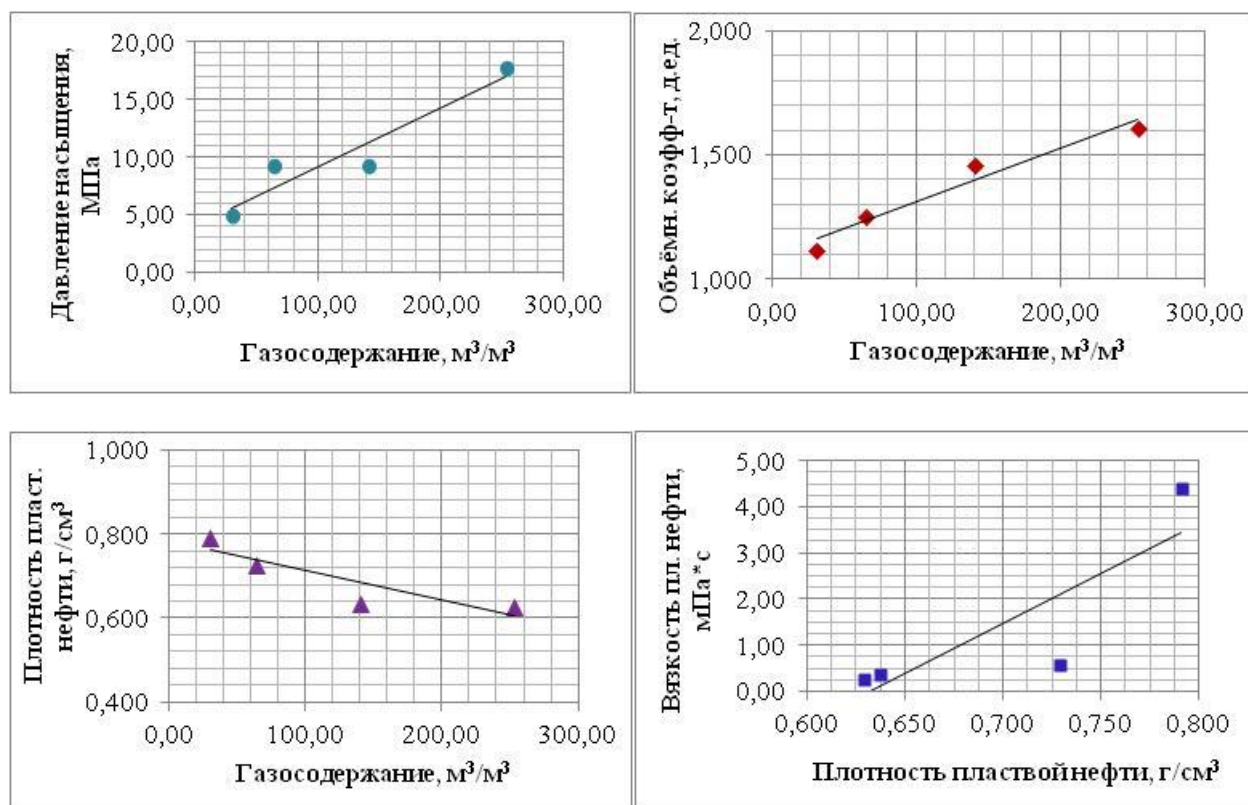 Давление насыщения,
МПа
20,00
15,00
10,00
5,00
0,00
0,00 100,00 200,00 300,00
Газосодержание, м³/м³
Объёмн. коэфф-т, д.ед.
2,000
1,500
1,000
0,00 100,00 200,00 300,00
Газосодержание, м³/м³
Плотность пласт.
нефти, г/см³
1,000
0,800
0,600
0,400
0,00 100,00 200,00 300,00
Газосодержание, м³/м³
Вязкость пл. нефти,
мПа*с
5,00
4,00
3,00
2,00
1,00
0,00
0,600 0,650 0,700 0,750 0,800
Плотность пластвой нефти, г/см³